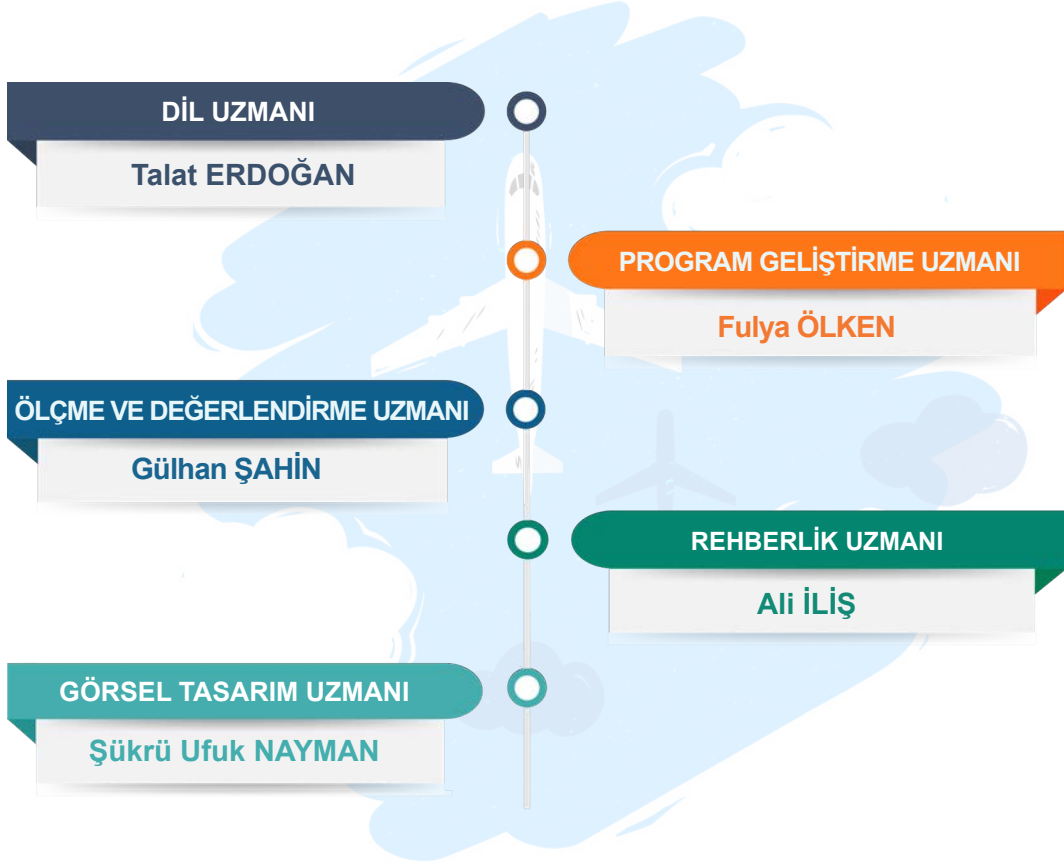 DİL UZMANI
Talat ERDOĞAN
PROGRAM GELİŞTİRME UZMANI
Fulya ÖLKEN
ÖLÇME VE DEĞERLENDİRME UZMANI
Gülhan ŞAHİN
REHBERLİK UZMANI
Ali İLİŞ
GÖRSEL TASARIM UZMANI
Şükrü Ufuk NAYMAN